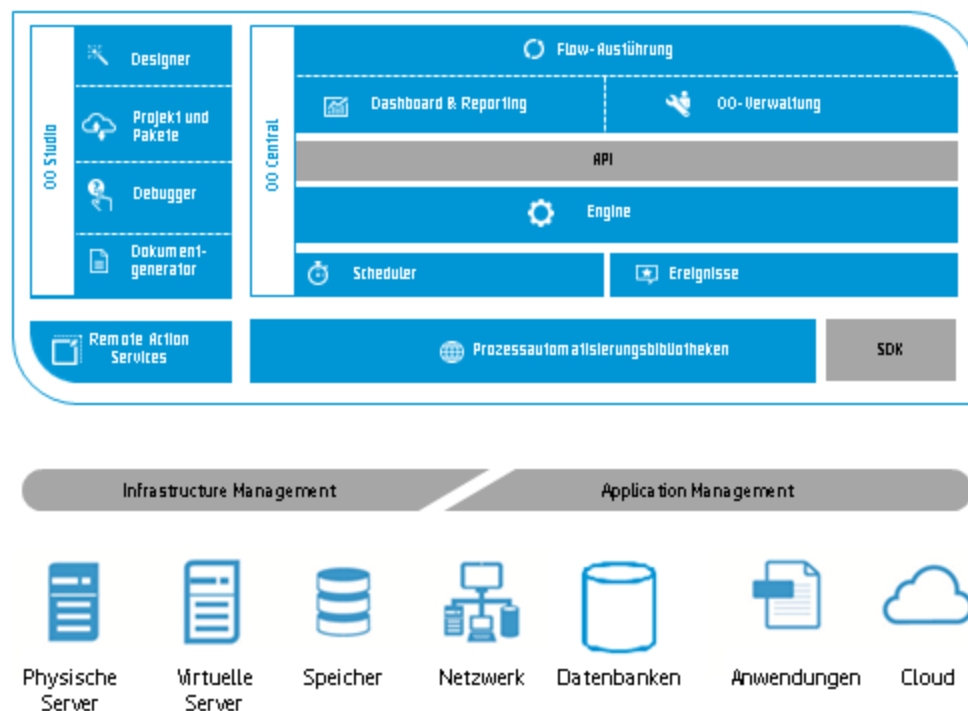 OO Studio
Designer
Projekt und
Pakete
Debugger
Dokument-
generator
OO Central
Flow-Ausführung
Dashboard & Reporting
OO-Verwaltung
API
Engine
Scheduler
Ereignisse
Remote Action
Services
Prozessautomatisierungsbibliotheken
SDK
Infrastructure Management
Application Management
Physische
Server
Virtuelle
Server
Speicher
Netzwerk
Datenbanken
Anwendungen
Cloud